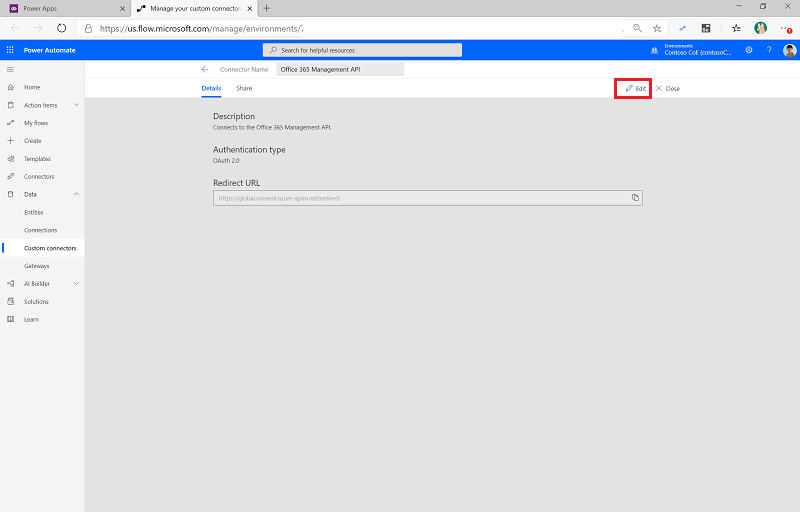 Power Apps
Manage your custom connectors
https://us.flow.microsoft.com/manage/environments/
Power Automate
Search for helpful resources
Environments
Contoso CoE (contosoC...
Connector Name
Office 365 Management API
Details
Share
Edit
Close
Home
Action items
My flows
Create
Templates
Connectors
Data
Entities
Connections
Custom connectors
Gateways
AI Builder
Solutions
Learn
Description
Connects to the Office 365 Management API.
Authentication type
OAuth 2.0
Redirect URL
https://global.consent.azure-apim.net/redirect